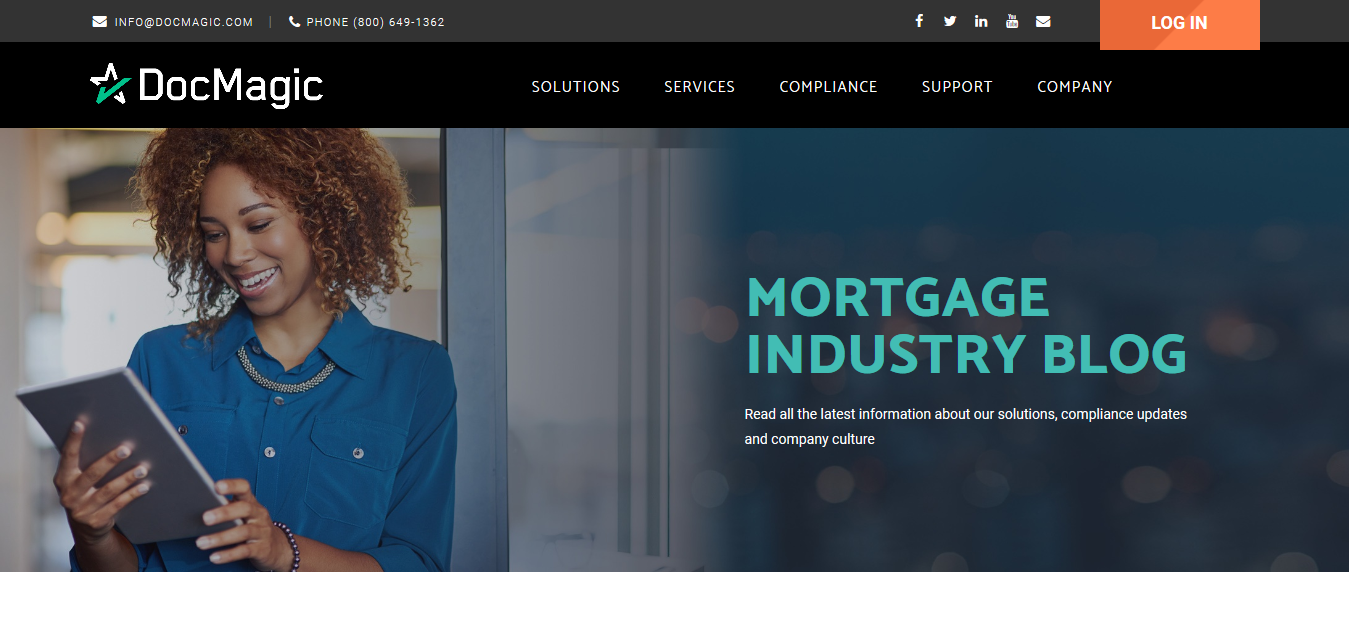 INFO@DOCMAGIC.COM | PHONE (800) 649-1362
LOG IN
DocMagic
SOLUTIONS SERVICES COMPLIANCE SUPPORT COMPANY
MORTGAGE
INDUSTRY BLOG
Read all the latest information about our solutions, compliance updates
and company culture